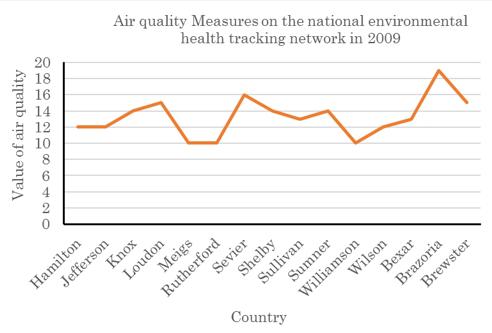 Air quality Measures on the national environmental
health tracking network in 2009
Value of air quality
20
18
16
14
12
10
8
6
4
2
0
Hamilton
Jefferson
Knox
Loudon
Meigs
Rutherford
Sevier
Shelby
Sullivan
Sumner
Williamson
Wilson
Bexar
Brazoria
Brewster
Country